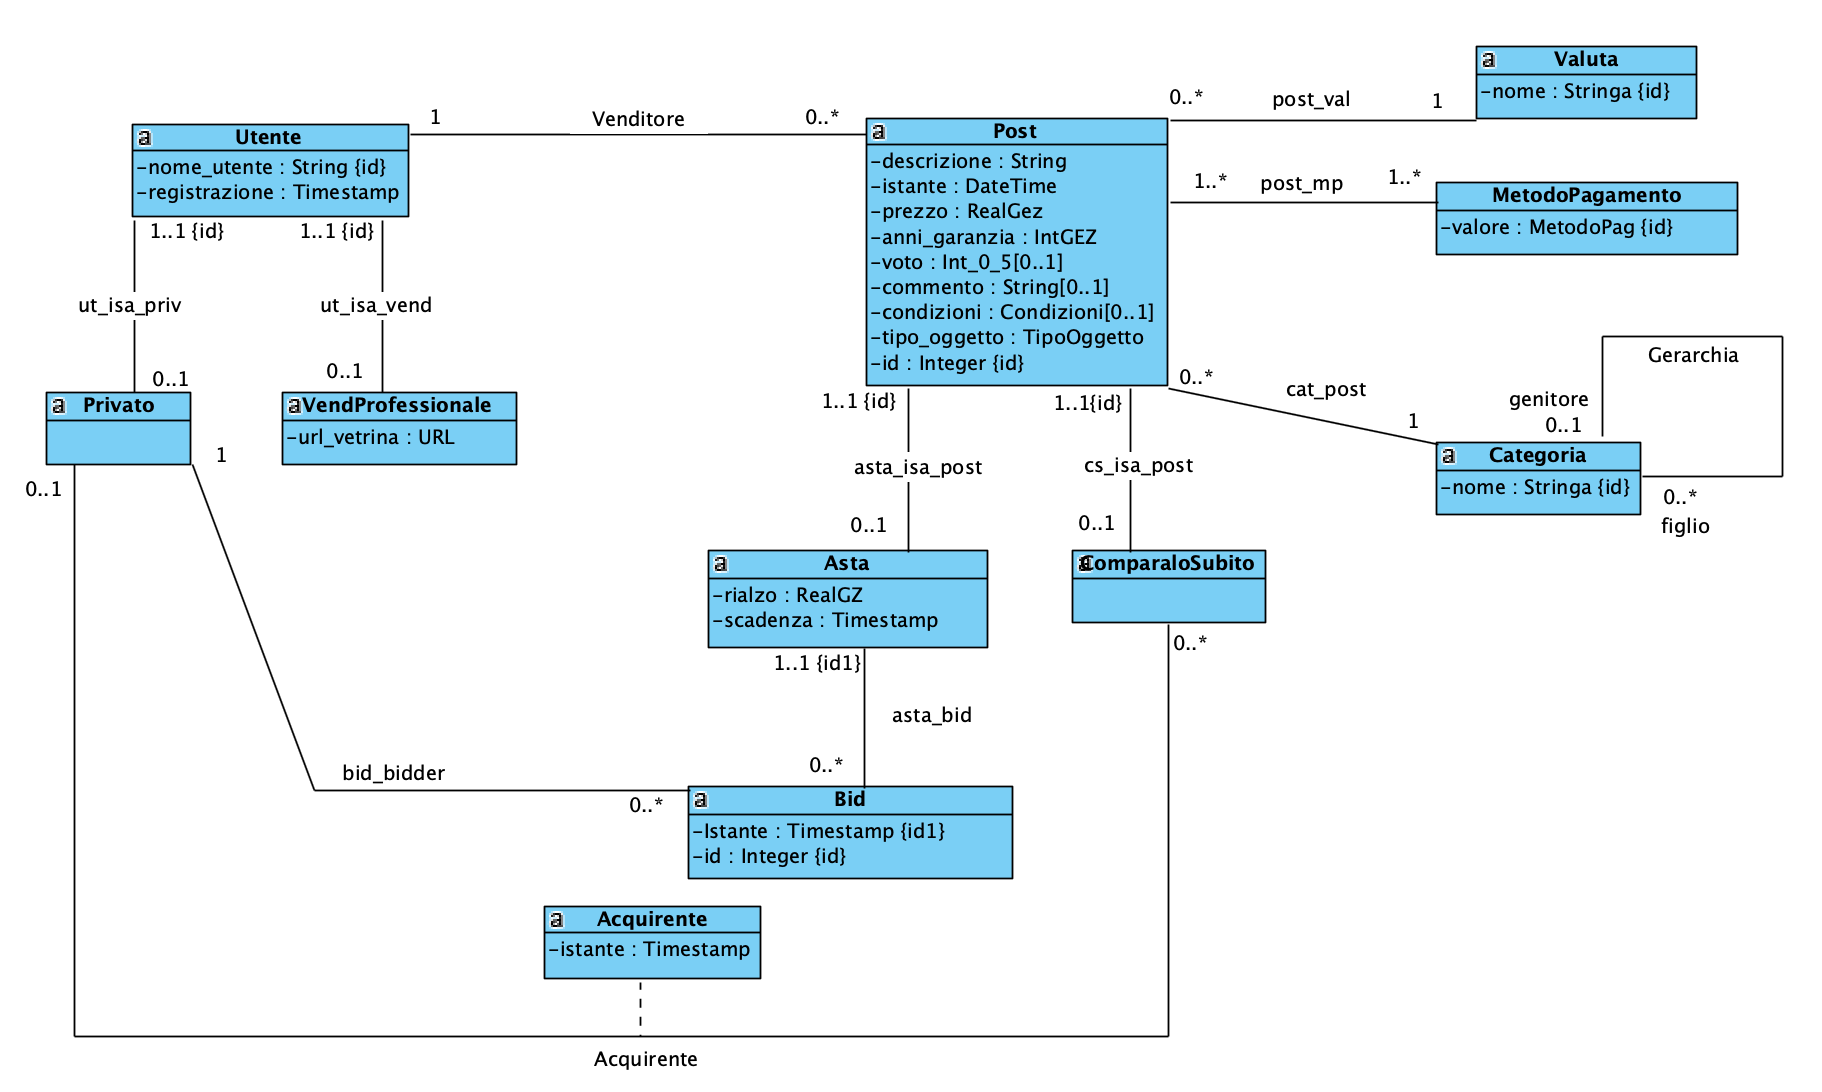 a Valuta
-nome : Stringa {id}
0..*
post_val
1
1
Venditore
0..*
a Utente
-nome_utente : String {id}
-registrazione : Timestamp
a Post
-descrizione : String
-istante : DateTime
-prezzo : RealGez
-anni_garanzia : IntGEZ
-voto : Int_0_5[0..1]
-commento : String[0..1]
-condizioni : Condizioni[0..1]
-tipo_oggetto : TipoOggetto
-id : Integer {id}
1..*
post_mp
1..*
MetodoPagamento
-valore : MetodoPag {id}
1..1 {id}
1..1 {id}
ut_isa_priv
ut_isa_vend
0..1
0..1
a Privato
a VendProfessionale
-url_vetrina : URL
0..*
cat_post
1
Gerarchia
genitore
0..1
a Categoria
-nome : Stringa {id}
0..*
figlio
1..1 {id}
1..1{id}
asta_isa_post
cs_isa_post
0..1
0..1
0..1
1
a Asta
-rialzo : RealGZ
-scadenza : Timestamp
a ComparaloSubito
1..1 {id1}
0..*
asta_bid
0..*
bid_bidder
0..*
a Bid
-Istante : Timestamp {id1}
-id : Integer {id}
a Acquirente
-istante : Timestamp
Acquirente